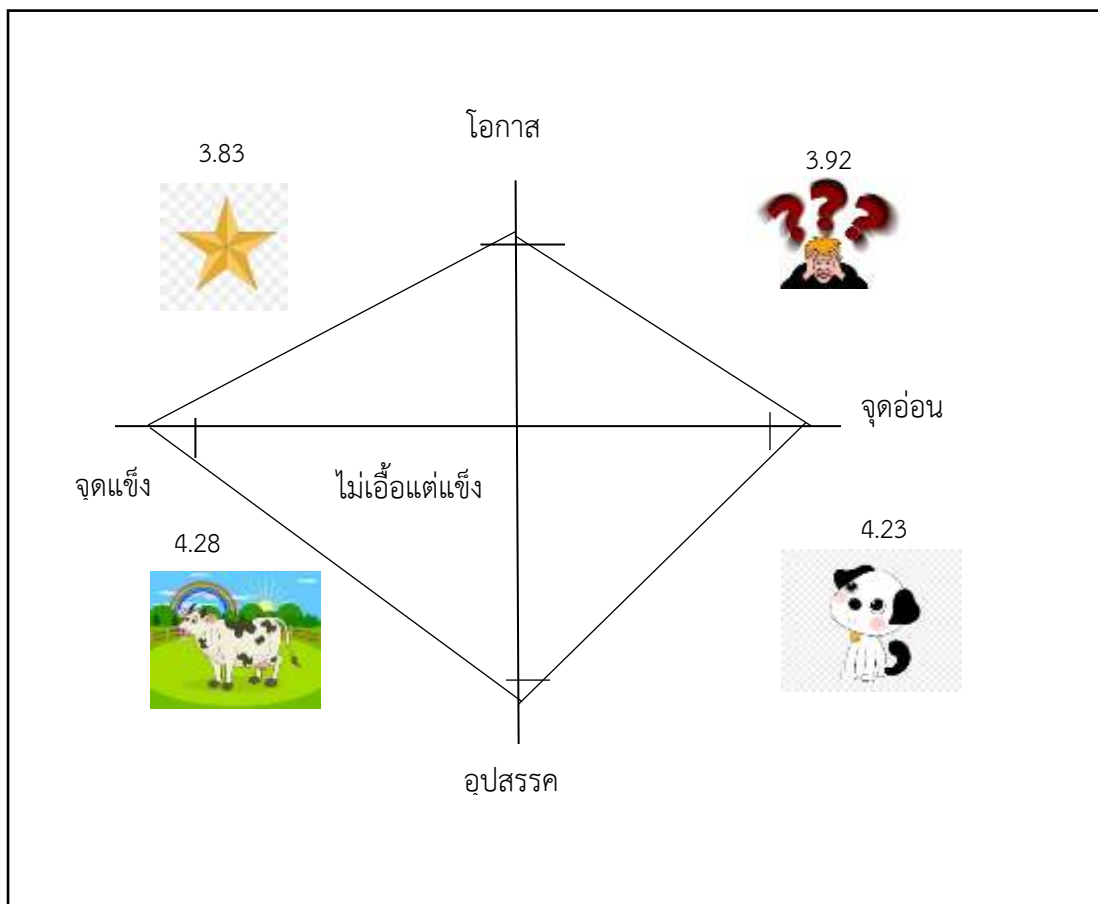 โอกาส
3.83
3.92
จุดอ่อน
จุดแข็ง
ไม่เอื้อแต่แข็ง
4.28
4.23
อุปสรรค